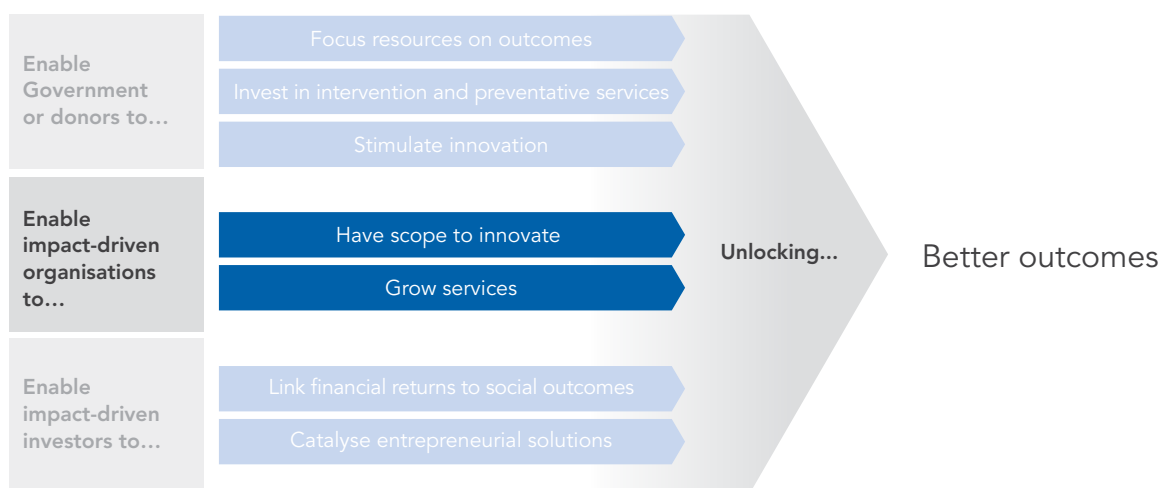 Enable
Government
or donors to…
Focus resources on outcomes
Invest in intervention and preventative services
Stimulate innovation
Enable
impact-driven
organisations
to…
Have scope to innovate
Grow services
Enable
impact-driven
investors to…
Link financial returns to social outcomes
Catalyse entrepreneurial solutions
Unlocking...
Better outcomes